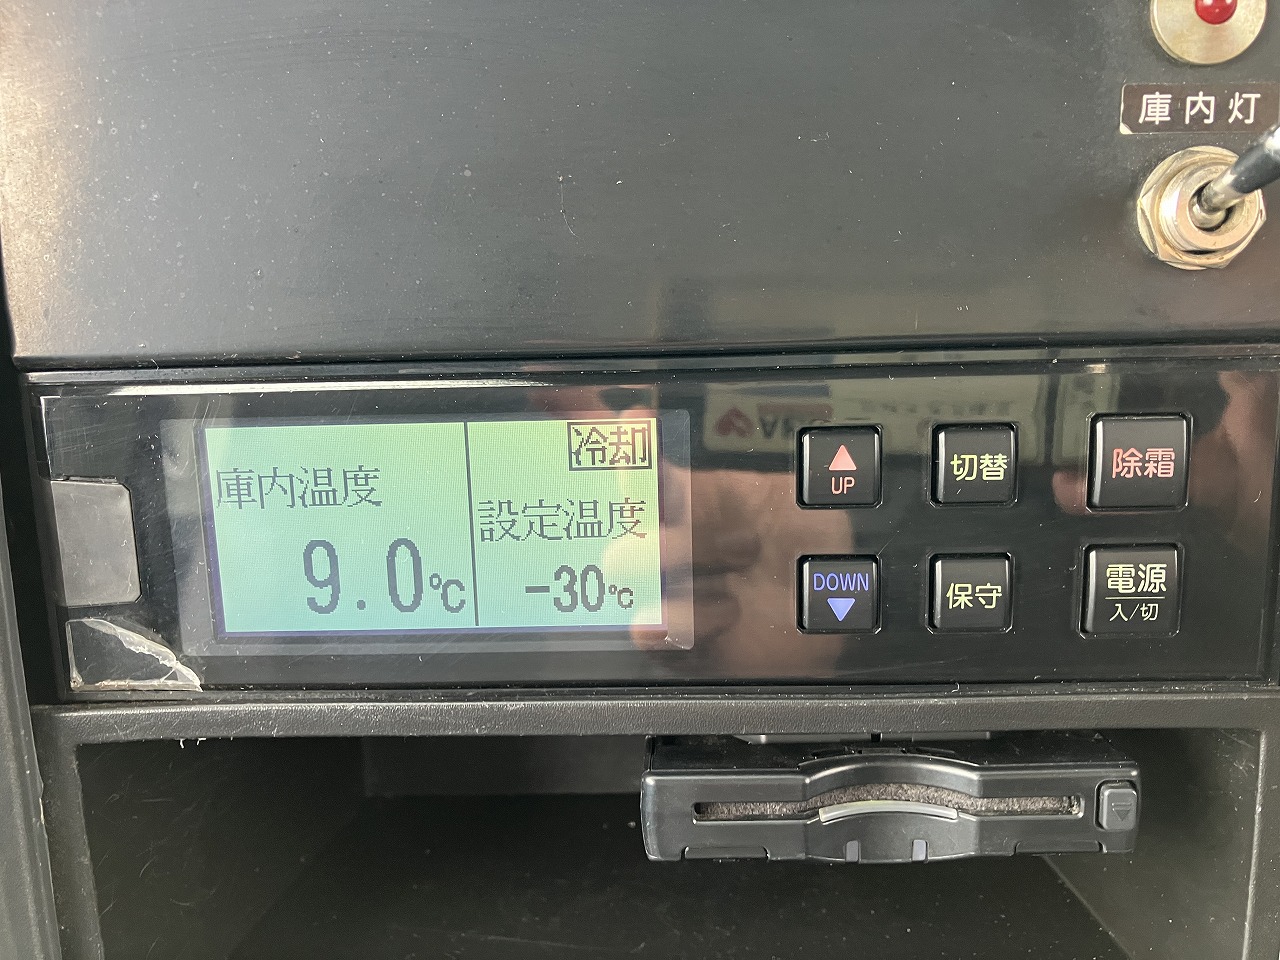 庫内灯
冷却
庫内温度
設定温度
9.0℃
-30℃
UP
切替
除霜
DOWN
保守
電源
入/切